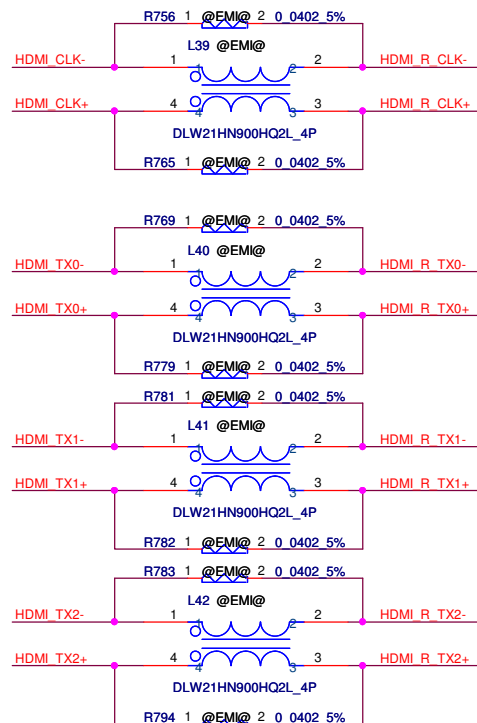 R756 1 @EMI@ 2 0_0402_5%
L39 @EMI@
HDMI_CLK- 1 1 2 2 HDMI_R_CLK-
HDMI_CLK+ 4 4 3 3 HDMI_R_CLK+
DLW21HN900HQ2L_4P
R765 1 @EMI@ 2 0_0402_5%
R769 1 @EMI@ 2 0_0402_5%
L40 @EMI@
HDMI_TX0- 1 1 2 2 HDMI_R_TX0-
HDMI_TX0+ 4 4 3 3 HDMI_R_TX0+
DLW21HN900HQ2L_4P
R779 1 @EMI@ 2 0_0402_5%
R781 1 @EMI@ 2 0_0402_5%
L41 @EMI@
HDMI_TX1- 1 1 2 2 HDMI_R_TX1-
HDMI_TX1+ 4 4 3 3 HDMI_R_TX1+
DLW21HN900HQ2L_4P
R782 1 @EMI@ 2 0_0402_5%
R783 1 @EMI@ 2 0_0402_5%
L42 @EMI@
HDMI_TX2- 1 1 2 2 HDMI_R_TX2-
HDMI_TX2+ 4 4 3 3 HDMI_R_TX2+
DLW21HN900HQ2L_4P
R794 1 @EMI@ 2 0_0402_5%